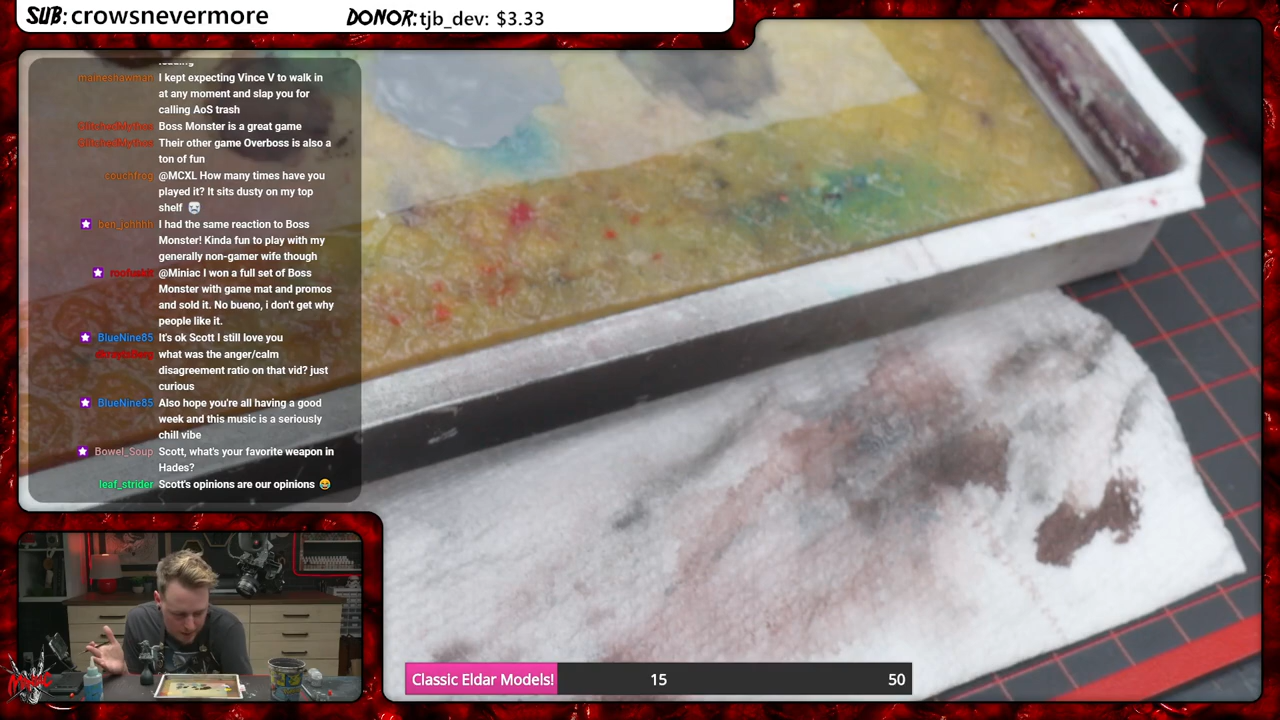 SUB: crowsnevermore
DONOR: tjb_dev: $3.33
I kept expecting Vince V to walk in
at any moment and slap you for
calling AoS trash
Boss Monster is a great game
Their other game Overboss is also a
ton of fun
couchfrog @MCXL How many times have you
played it? It sits dusty on my top
shelf 😭
ben_johhhh I had the same reaction to Boss
Monster! Kinda fun to play with my
generally non-gamer wife though
@Miniac I won a full set of Boss
Monster with game mat and promos
and sold it. No bueno, i don't get why
people like it.
BlueNine85 It's ok Scott I still love you
what was the anger/calm
disagreement ratio on that vid? just
curious
BlueNine85 Also hope you're all having a good
week and this music is a seriously
chill vibe
Bowel_Soup Scott, what's your favorite weapon in
Hades?
leaf_strider Scott's opinions are our opinions 😂
Classic Eldar Models! 15 50